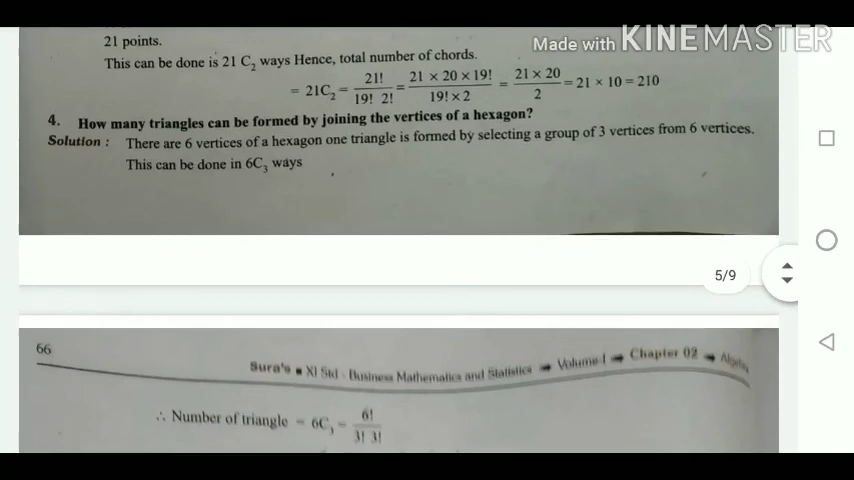 21 points.
Made with KINEMASTER
This can be done is 21 C₂ ways Hence, total number of chords.
= 21C₂ = 21! / 19! 2! = 21 × 20 × 19! / 19! × 2 = 21 × 20 / 2 = 21 × 10 = 210
4. How many triangles can be formed by joining the vertices of a hexagon?
Solution : There are 6 vertices of a hexagon one triangle is formed by selecting a group of 3 vertices from 6 vertices.
This can be done in 6C₃ ways
5/9
66
Sura's ■ XI Std - Business Mathematics and Statistics ➡ Volume-I ➡ Chapter 02 ➡ Algebra
∴ Number of triangle = 6C₃ = 6! / 3! 3!